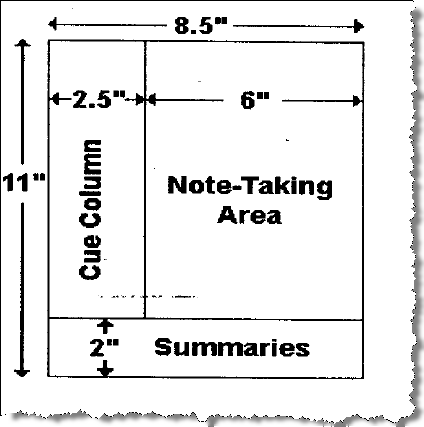 8.5"
2.5"
6"
11"
Cue Column
Note-Taking
Area
2"
Summaries